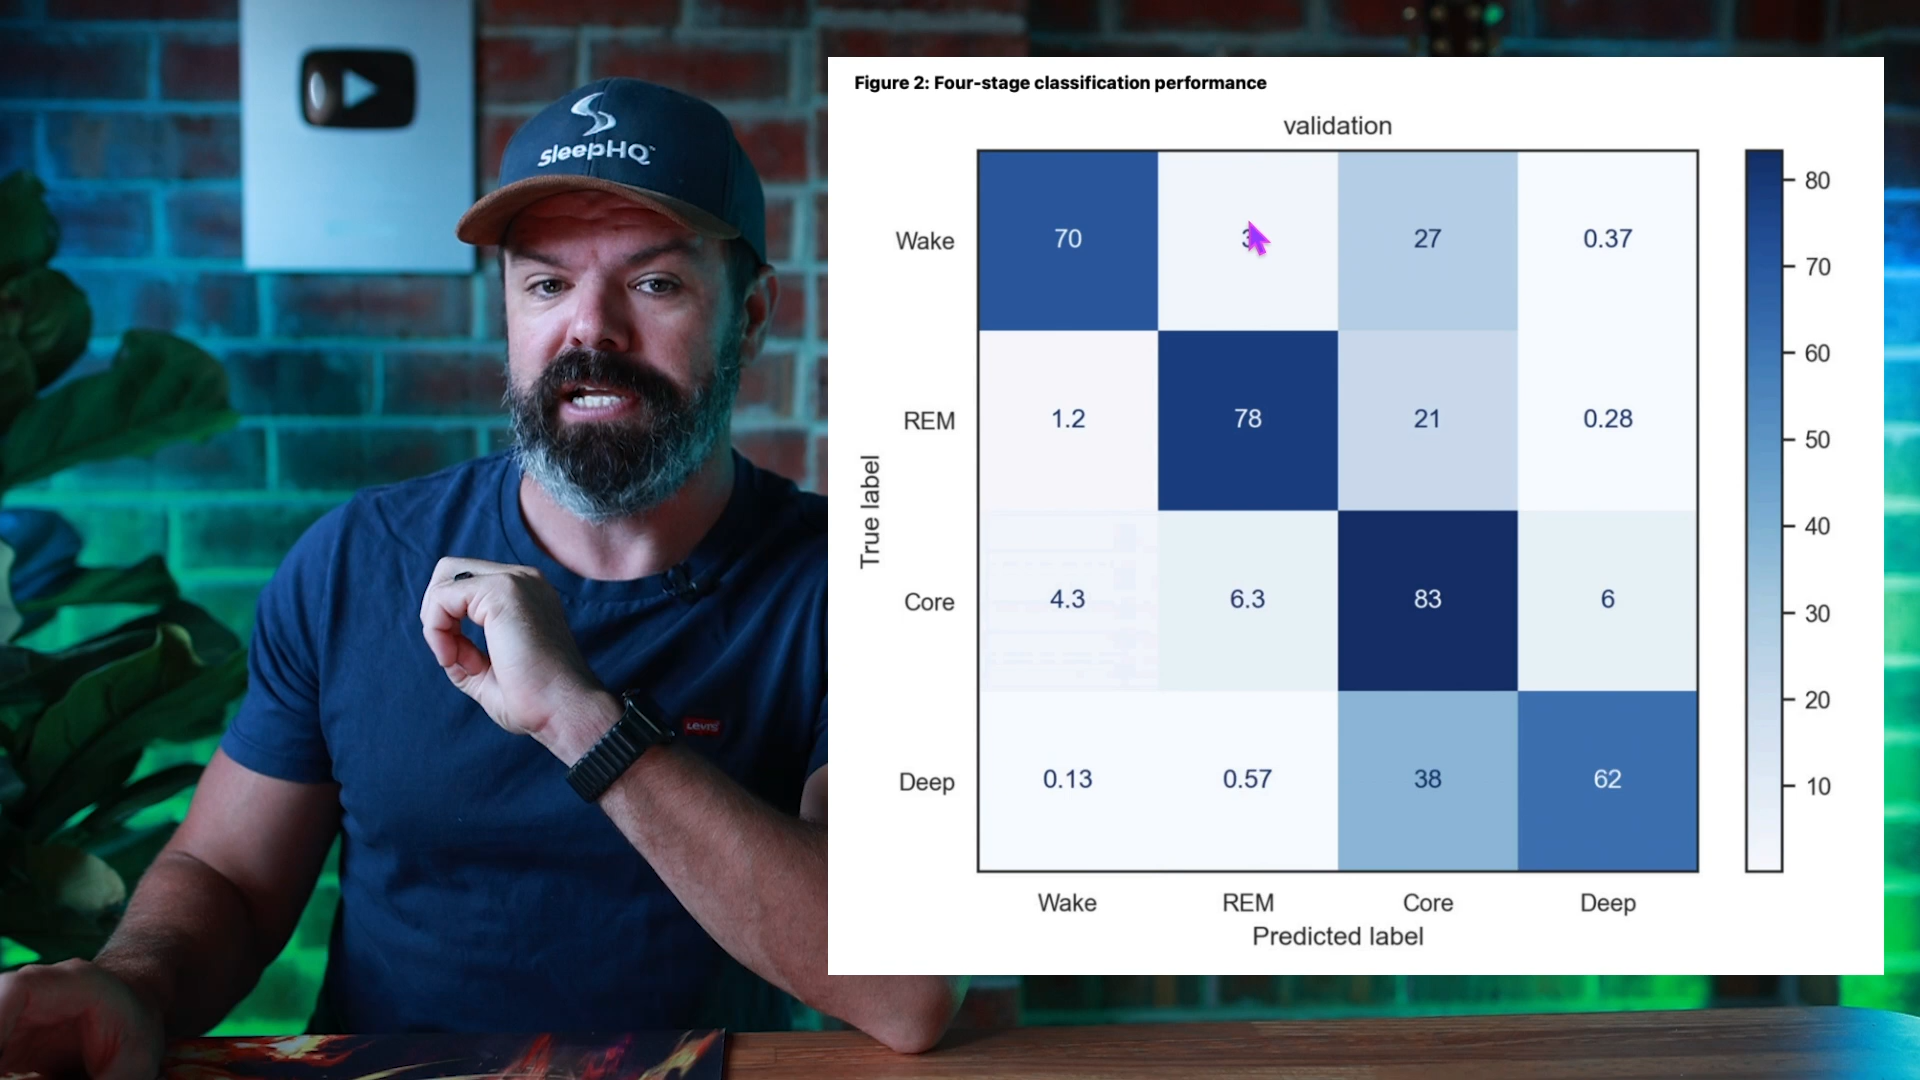 SleepHQ
LEVI'S
Figure 2: Four-stage classification performance
validation
Wake 70 27 0.37
REM 1.2 78 21 0.28
Core 4.3 6.3 83 6
Deep 0.13 0.57 38 62
Wake REM Core Deep
Predicted label
True label
80
70
60
50
40
30
20
10